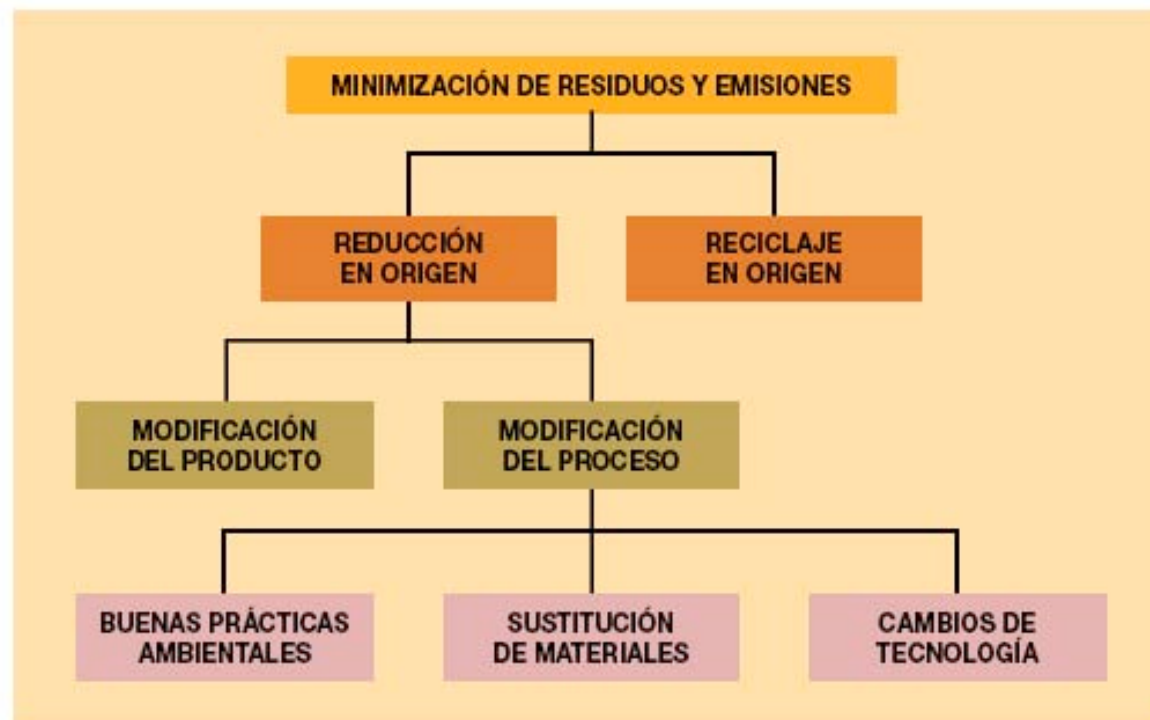 MINIMIZACIÓN DE RESIDUOS Y EMISIONES
REDUCCIÓN
EN ORIGEN
RECICLAJE
EN ORIGEN
MODIFICACIÓN
DEL PRODUCTO
MODIFICACIÓN
DEL PROCESO
BUENAS PRÁCTICAS
AMBIENTALES
SUSTITUCIÓN
DE MATERIALES
CAMBIOS DE
TECNOLOGÍA